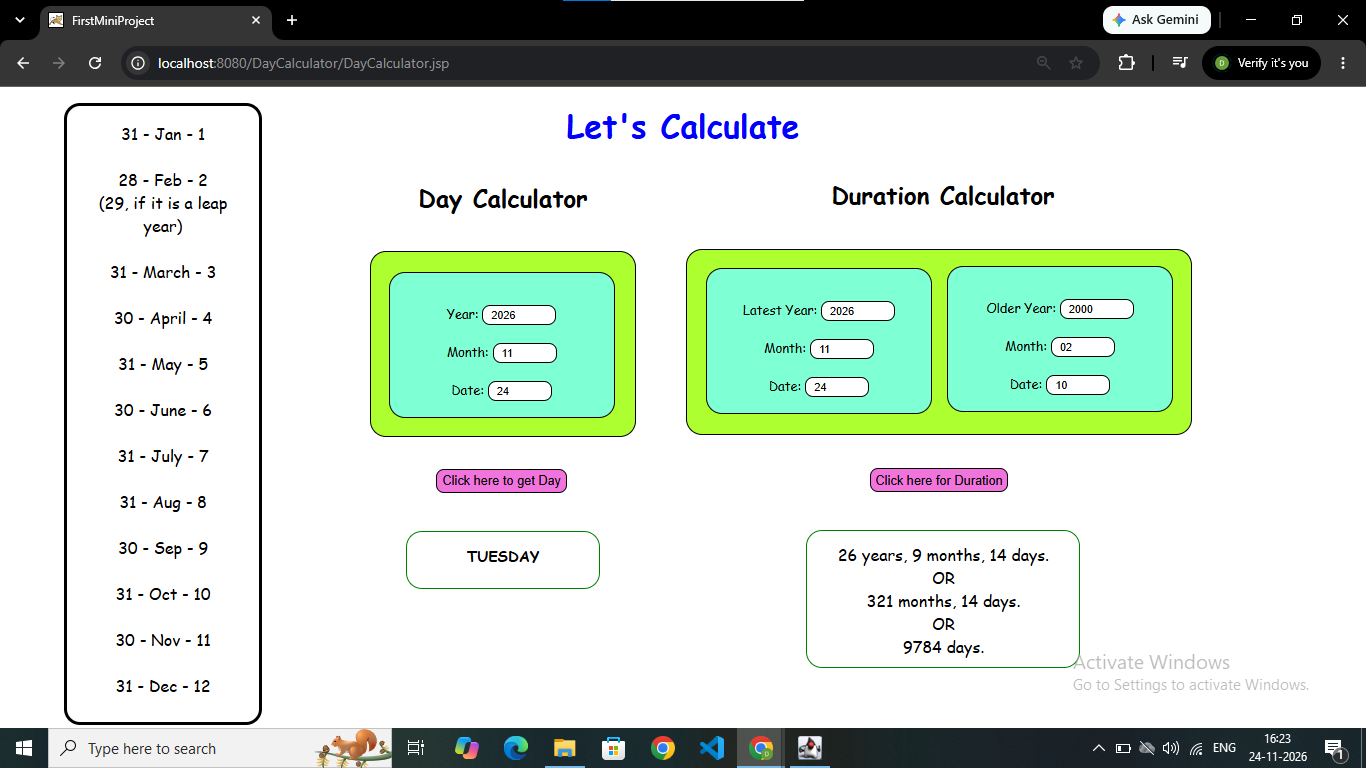 FirstMiniProject
Ask Gemini
localhost:8080/DayCalculator/DayCalculator.jsp
D
Verify it's you
31 - Jan - 1
28 - Feb - 2
(29, if it is a leap
year)
31 - March - 3
30 - April - 4
31 - May - 5
30 - June - 6
31 - July - 7
31 - Aug - 8
30 - Sep - 9
31 - Oct - 10
30 - Nov - 11
31 - Dec - 12
Let's Calculate
Day Calculator
Year: 2026
Month: 11
Date: 24
Click here to get Day
TUESDAY
Duration Calculator
Latest Year: 2026
Month: 11
Date: 24
Older Year: 2000
Month: 02
Date: 10
Click here for Duration
26 years, 9 months, 14 days.
OR
321 months, 14 days.
OR
9784 days.
Activate Windows
Go to Settings to activate Windows.
Type here to search
D
ENG
16:23
24-11-2026
1